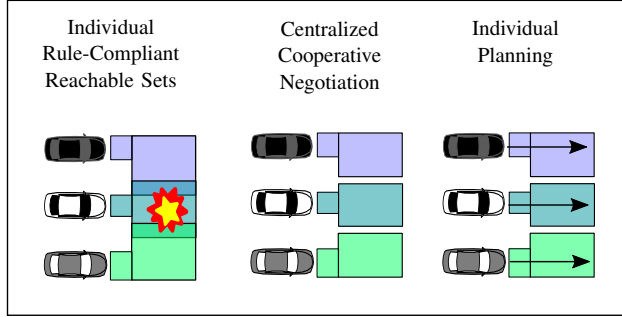 Individual
Rule-Compliant
Reachable Sets
Centralized
Cooperative
Negotiation
Individual
Planning